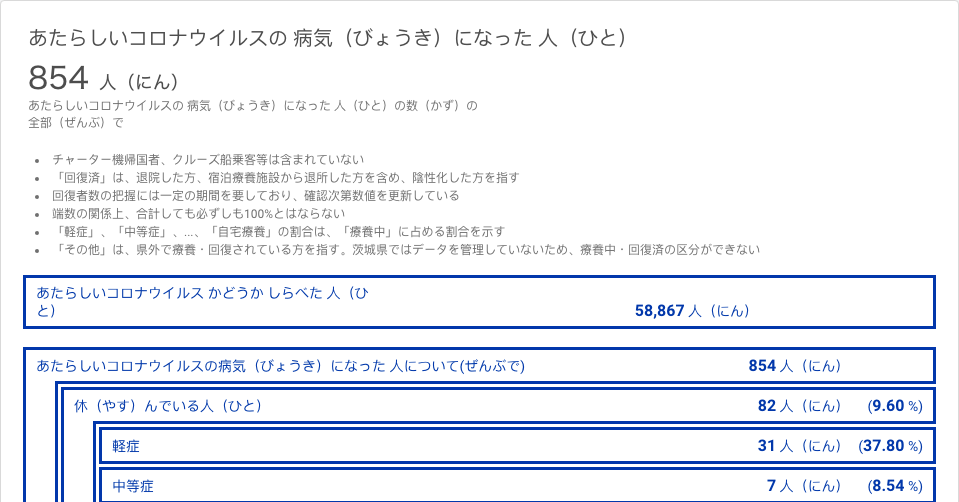 あたらしいコロナウイルスの 病気（びょうき）になった 人（ひと）
854 人（にん）
あたらしいコロナウイルスの 病気（びょうき）になった 人（ひと）の数（かず）の
全部（ぜんぶ）で
• チャーター機帰国者、クルーズ船乗客等は含まれていない
• 「回復済」は、退院した方、宿泊療養施設から退所した方を含め、陰性化した方を指す
• 回復者数の把握には一定の期間を要しており、確認次第数値を更新している
• 端数の関係上、合計しても必ずしも100%とはならない
• 「軽症」、「中等症」、...、「自宅療養」の割合は、「療養中」に占める割合を示す
• 「その他」は、県外で療養・回復されている方を指す。茨城県ではデータを管理していないため、療養中・回復済の区分ができない
あたらしいコロナウイルス かどうか しらべた 人（ひ
と） 58,867 人（にん）
あたらしいコロナウイルスの病気（びょうき）になった 人について(ぜんぶで) 854 人（にん）
休（やす）んでいる人（ひと） 82 人（にん） (9.60 %)
軽症 31 人（にん） (37.80 %)
中等症 7 人（にん） (8.54 %)